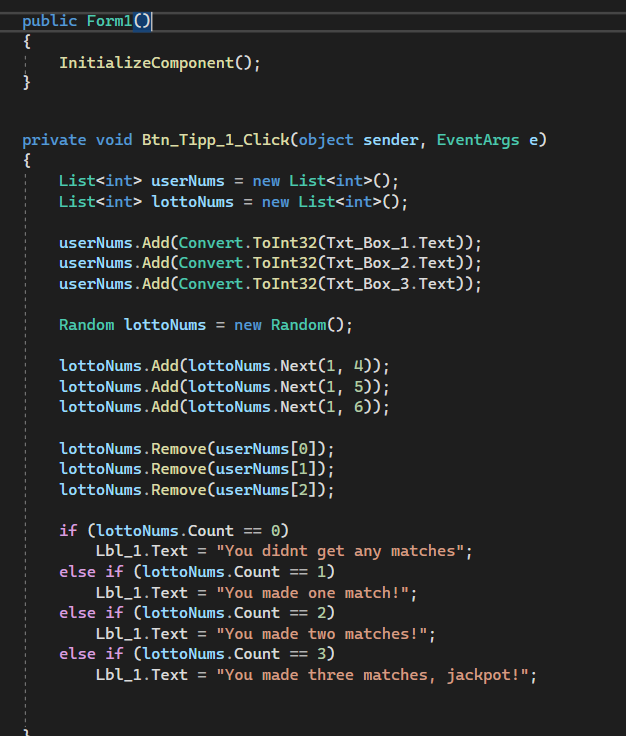 public Form1()
{
InitializeComponent();
}
private void Btn_Tipp_1_Click(object sender, EventArgs e)
{
List<int> userNums = new List<int>();
List<int> lottoNums = new List<int>();
userNums.Add(Convert.ToInt32(Txt_Box_1.Text));
userNums.Add(Convert.ToInt32(Txt_Box_2.Text));
userNums.Add(Convert.ToInt32(Txt_Box_3.Text));
Random lottoNums = new Random();
lottoNums.Add(lottoNums.Next(1, 4));
lottoNums.Add(lottoNums.Next(1, 5));
lottoNums.Add(lottoNums.Next(1, 6));
lottoNums.Remove(userNums[0]);
lottoNums.Remove(userNums[1]);
lottoNums.Remove(userNums[2]);
if (lottoNums.Count == 0)
Lbl_1.Text = "You didnt get any matches";
else if (lottoNums.Count == 1)
Lbl_1.Text = "You made one match!";
else if (lottoNums.Count == 2)
Lbl_1.Text = "You made two matches!";
else if (lottoNums.Count == 3)
Lbl_1.Text = "You made three matches, jackpot!";
}